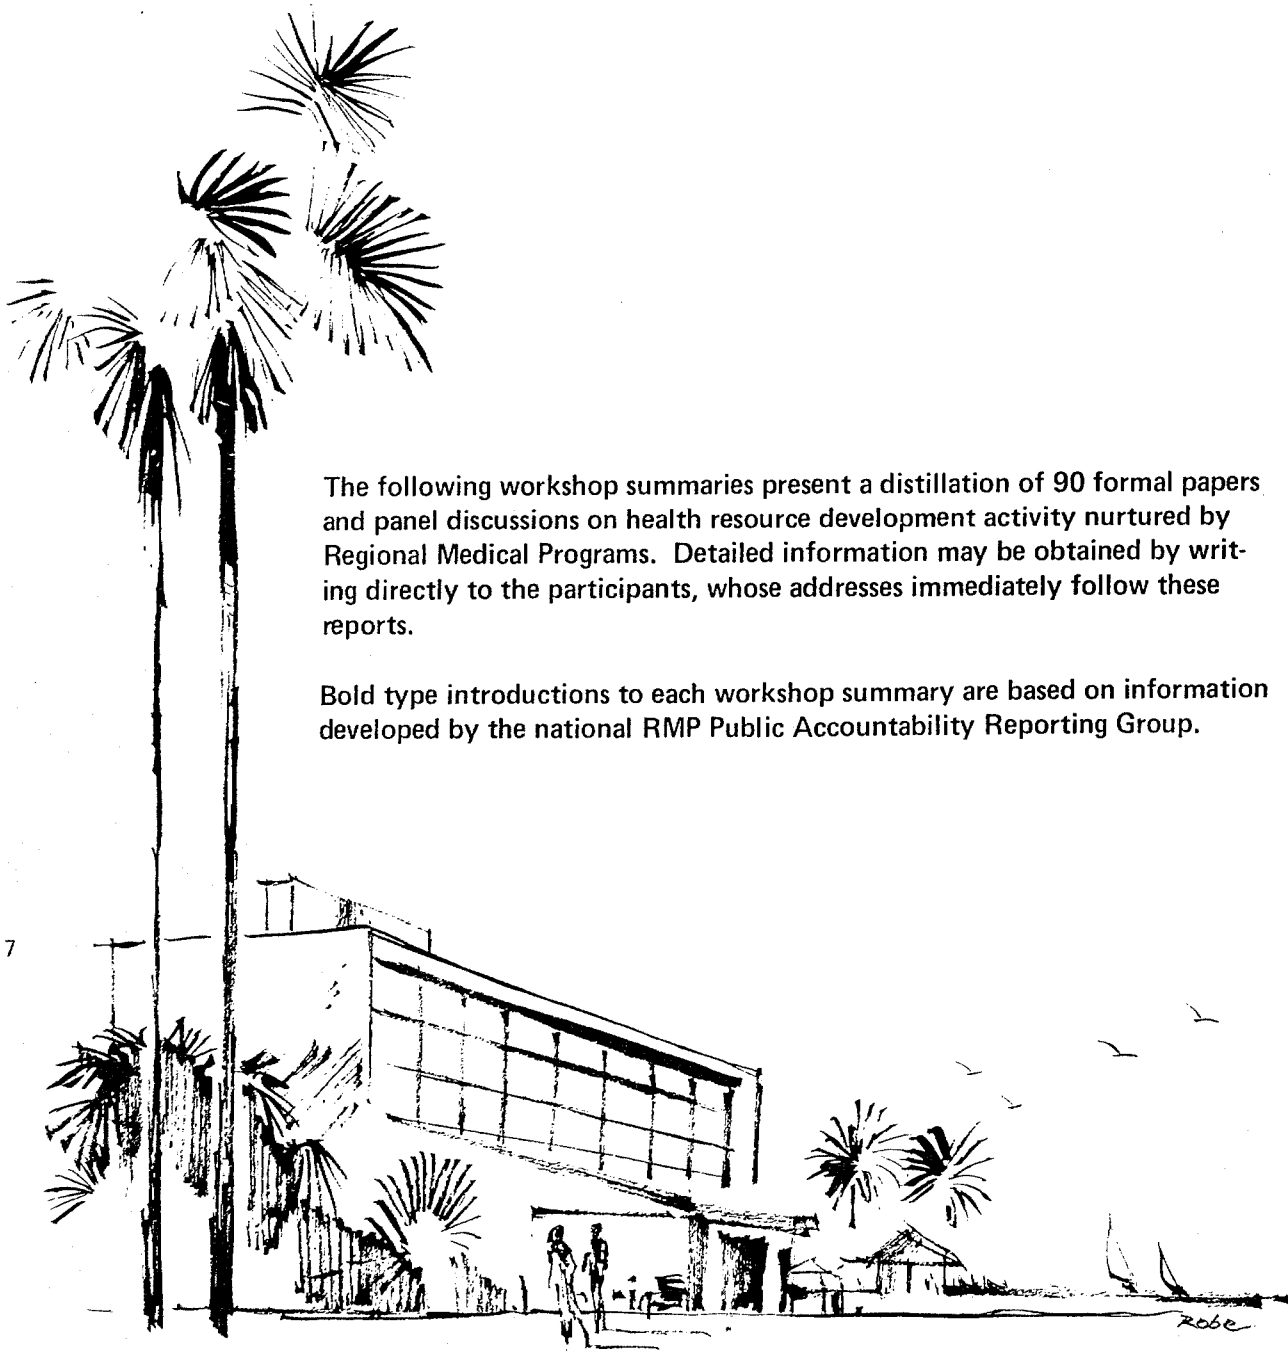 The following workshop summaries present a distillation of 90 formal papers
and panel discussions on health resource development activity nurtured by
Regional Medical Programs. Detailed information may be obtained by writ-
ing directly to the participants, whose addresses immediately follow these
reports.
Bold type introductions to each workshop summary are based on information
developed by the national RMP Public Accountability Reporting Group.
7
Robe